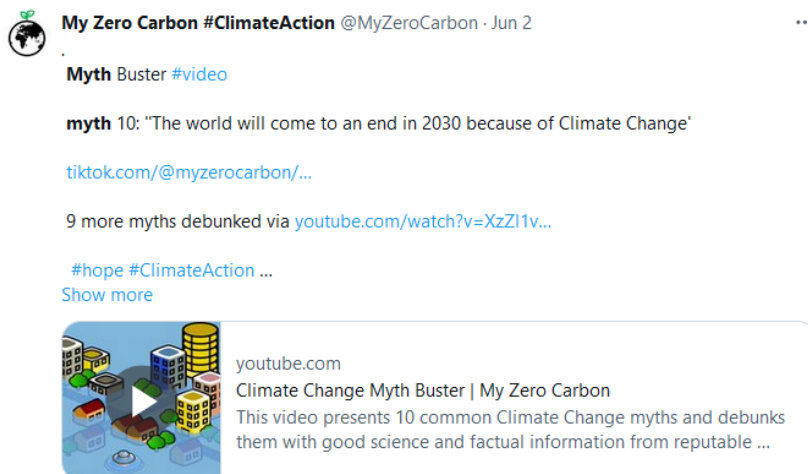 My Zero Carbon #ClimateAction @MyZeroCarbon · Jun 2
.
Myth Buster #video
myth 10: "The world will come to an end in 2030 because of Climate Change'
tiktok.com/@myzerocarbon/...
9 more myths debunked via youtube.com/watch?v=XzZl1v...
#hope #ClimateAction ...
Show more
youtube.com
Climate Change Myth Buster | My Zero Carbon
This video presents 10 common Climate Change myths and debunks
them with good science and factual information from reputable ...